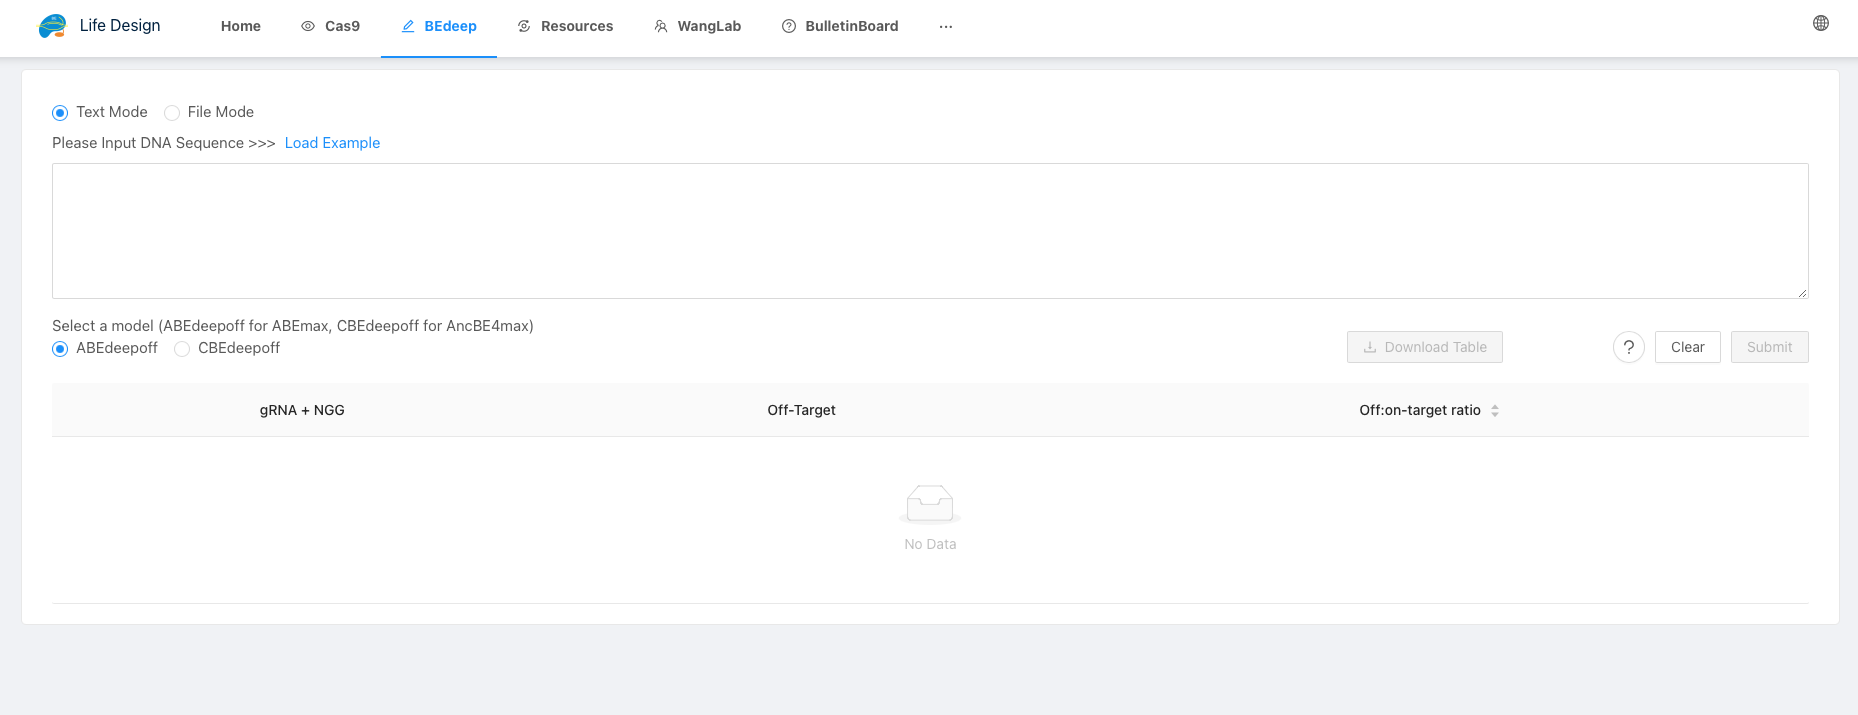 Life Design Home Cas9 BEdeep Resources WangLab BulletinBoard ···
Text Mode File Mode
Please Input DNA Sequence >>> Load Example
Select a model (ABEdeepoff for ABEmax, CBEdeepoff for AncBE4max)
ABEdeepoff CBEdeepoff Download Table ? Clear Submit
gRNA + NGG Off-Target Off:on-target ratio
No Data